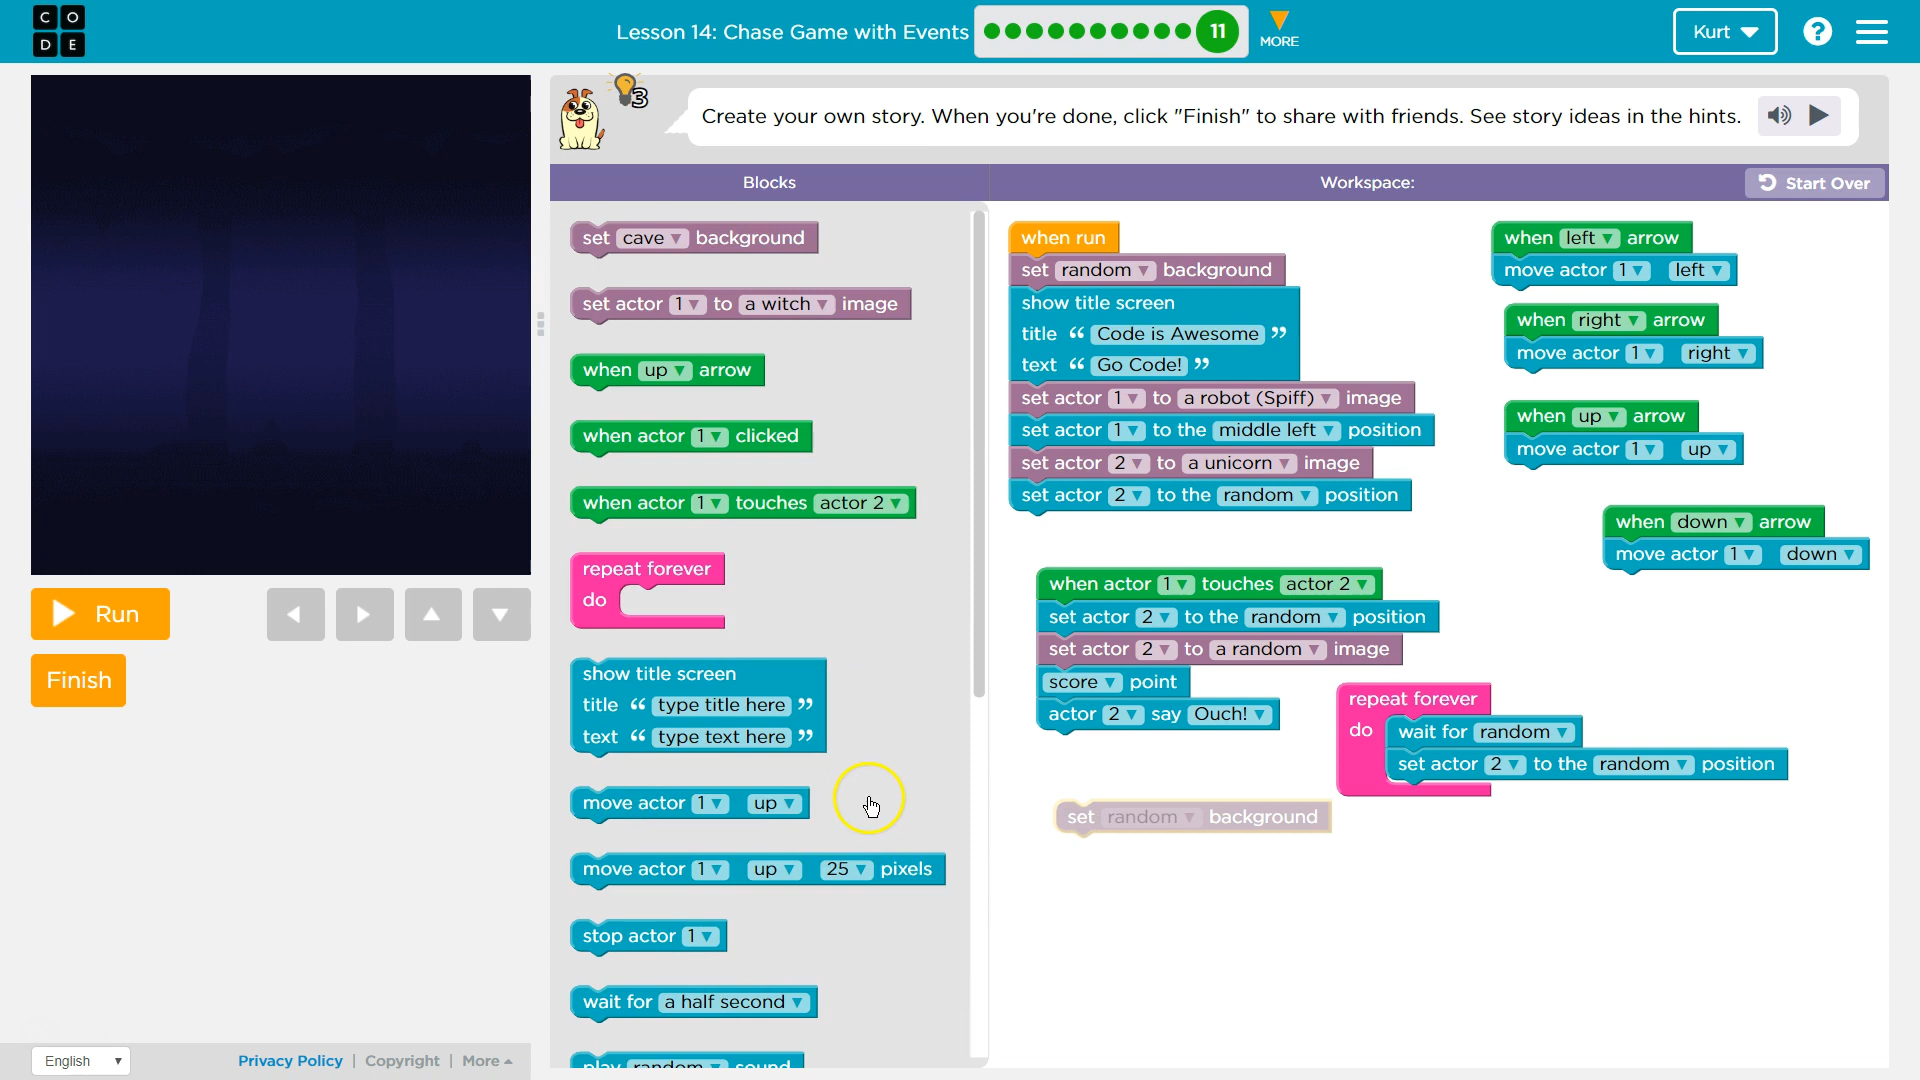 C O
D E
Lesson 14: Chase Game with Events
11
MORE
Kurt
?
3
Create your own story. When you're done, click "Finish" to share with friends. See story ideas in the hints.
Blocks
Workspace:
Start Over
set cave ▼ background
set actor 1 ▼ to a witch ▼ image
when up ▼ arrow
when actor 1 ▼ clicked
when actor 1 ▼ touches actor 2 ▼
repeat forever
do
show title screen
title “ type title here ”
text “ type text here ”
move actor 1 ▼ up ▼
move actor 1 ▼ up ▼ 25 ▼ pixels
stop actor 1 ▼
wait for a half second ▼
play random ▼ sound
when run
set random ▼ background
show title screen
title “ Code is Awesome ”
text “ Go Code! ”
set actor 1 ▼ to a robot (Spiff) ▼ image
set actor 1 ▼ to the middle left ▼ position
set actor 2 ▼ to a unicorn ▼ image
set actor 2 ▼ to the random ▼ position
when left ▼ arrow
move actor 1 ▼ left ▼
when right ▼ arrow
move actor 1 ▼ right ▼
when up ▼ arrow
move actor 1 ▼ up ▼
when down ▼ arrow
move actor 1 ▼ down ▼
when actor 1 ▼ touches actor 2 ▼
set actor 2 ▼ to the random ▼ position
set actor 2 ▼ to a random ▼ image
score ▼ point
actor 2 ▼ say Ouch! ▼
repeat forever
do wait for random ▼
set actor 2 ▼ to the random ▼ position
set random ▼ background
Run
Finish
English ▼
Privacy Policy | Copyright | More